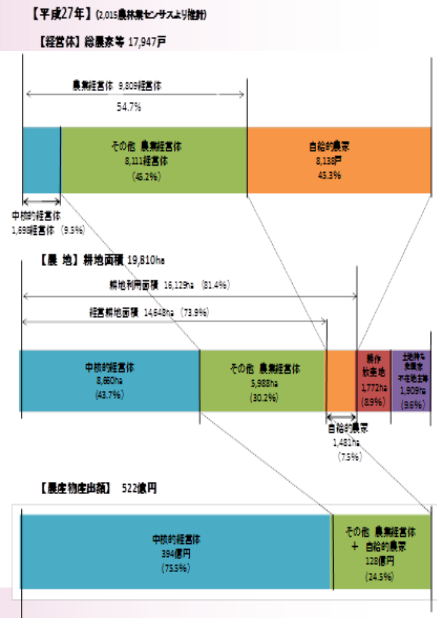 【平成27年】(2,015農林業センサスより推計)
【経営体】総農家等 17,947戸
農業経営体 9,809経営体
54.7%
その他 農業経営体
8,111経営体
(45.2%)
自給的農家
8,138戸
45.3%
中核的経営体
1,698経営体 (9.5%)
【農 地】耕地面積 19,810ha
耕地利用面積 16,129ha (81.4%)
経営耕地面積 14,648ha (73.9%)
中核的経営体
8,660ha
(43.7%)
その他 農業経営体
5,988ha
(30.2%)
耕作
放棄地
1,772ha
(8.9%)
土地持ち
非農家
不在地主等
1,909ha
(9.6%)
自給的農家
1,481ha
(7.5%)
【農産物産出額】 522億円
中核的経営体
394億円
(75.5%)
その他 農業経営体
+ 自給的農家
128億円
(24.5%)